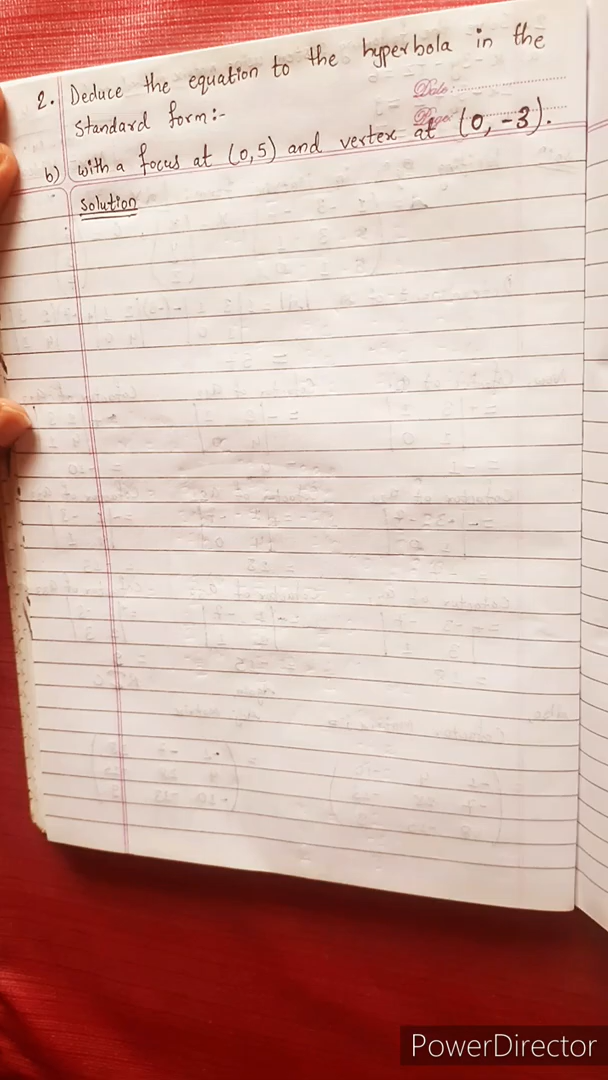 2. Deduce the equation to the hyperbola in the
Date:
standard form:-
Page:
b) with a focus at (0,5) and vertex at (0,-3).
Solution
PowerDirector